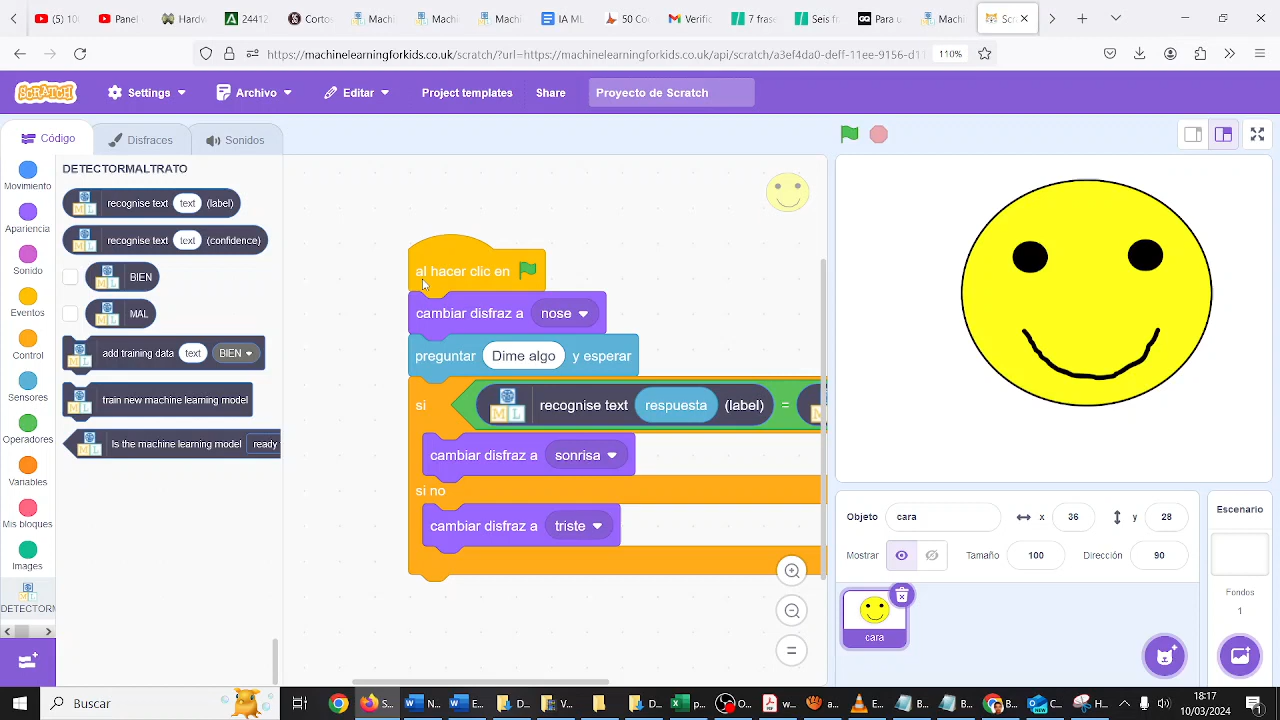 (5) 10
Panel
Hardw
24412
Cortos
Machi
Machi
Machi
IA ML
50 Co
Verific
7 frase
Seis fr
Para u
Machi
Scr
https://machinelearningforkids.co.uk/api/scratch/?url=https://machinelearningforkids.co.uk/api/scratch/a3ef4da0-deff-11ee-9156-d1
110%
SCRATCH
Settings
Archivo
Editar
Project templates
Share
Proyecto de Scratch
Código
Disfraces
Sonidos
Movimiento
Apariencia
Sonido
Eventos
Control
Sensores
Operadores
Variables
Mis bloques
Images
DETECTORM
DETECTORMALTRATO
recognise text text (label)
recognise text text (confidence)
BIEN
MAL
add training data text BIEN
train new machine learning model
Is the machine learning model ready
al hacer clic en
cambiar disfraz a nose
preguntar Dime algo y esperar
si recognise text respuesta (label) =
cambiar disfraz a sonrisa
si no
cambiar disfraz a triste
Objeto cara x 36 y 28
Mostrar Tamaño 100 Dirección 90
cara
Escenario
Fondos
1
Buscar
18:17
10/03/2024